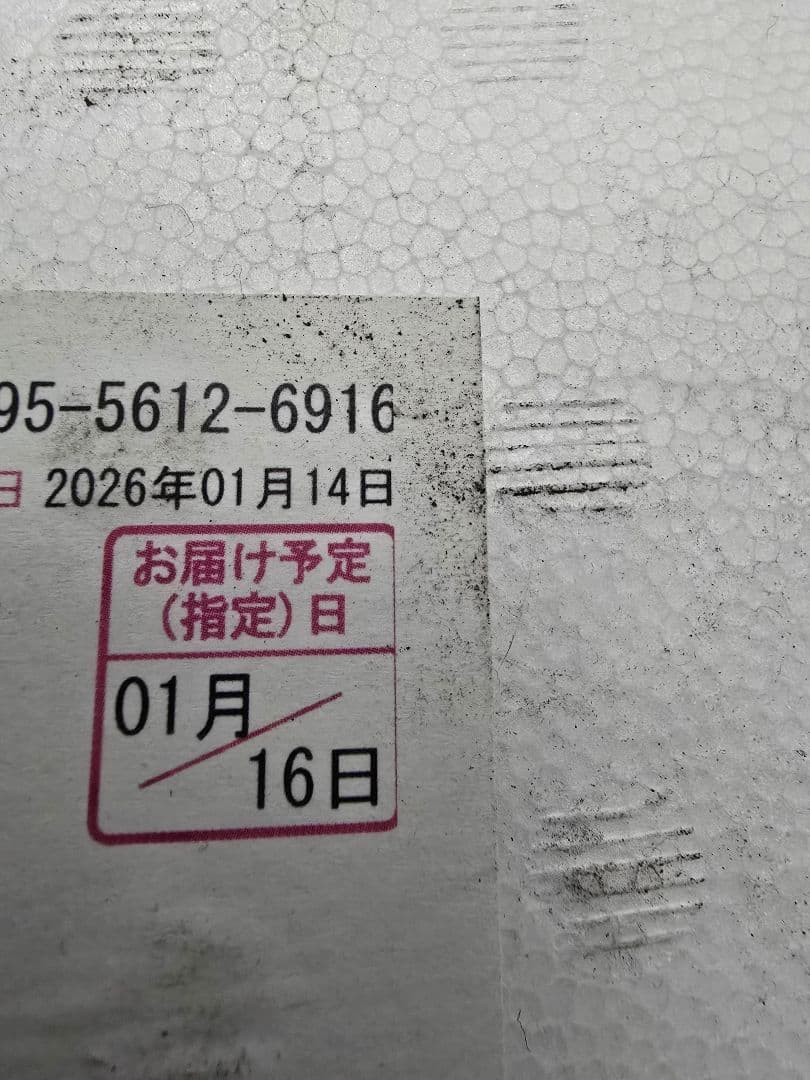 95-5612-6916
日 2026年01月14日
お届け予定
(指定)日
01月
16日